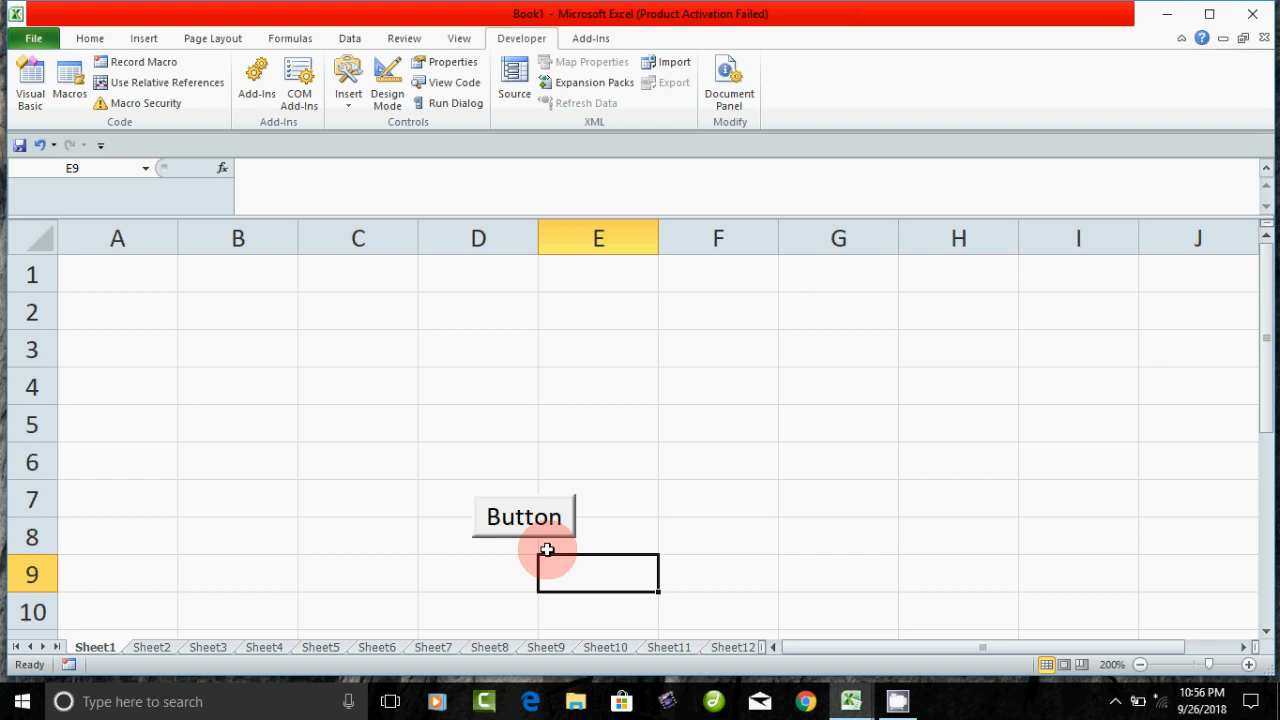 Book1 - Microsoft Excel (Product Activation Failed)
File Home Insert Page Layout Formulas Data Review View Developer Add-Ins
Visual Basic
Macros
Record Macro
Use Relative References
Macro Security
Code
Add-Ins
COM Add-Ins
Add-Ins
Insert
Design Mode
Properties
View Code
Run Dialog
Controls
Source
Map Properties
Expansion Packs
Refresh Data
Import
Export
XML
Document Panel
Modify
E9
fx
A B C D E F G H I J
1
2
3
4
5
6
7
Button
8
9
10
Sheet1 Sheet2 Sheet3 Sheet4 Sheet5 Sheet6 Sheet7 Sheet8 Sheet9 Sheet10 Sheet11 Sheet12
Ready
200%
Type here to search
10:56 PM
9/26/2018